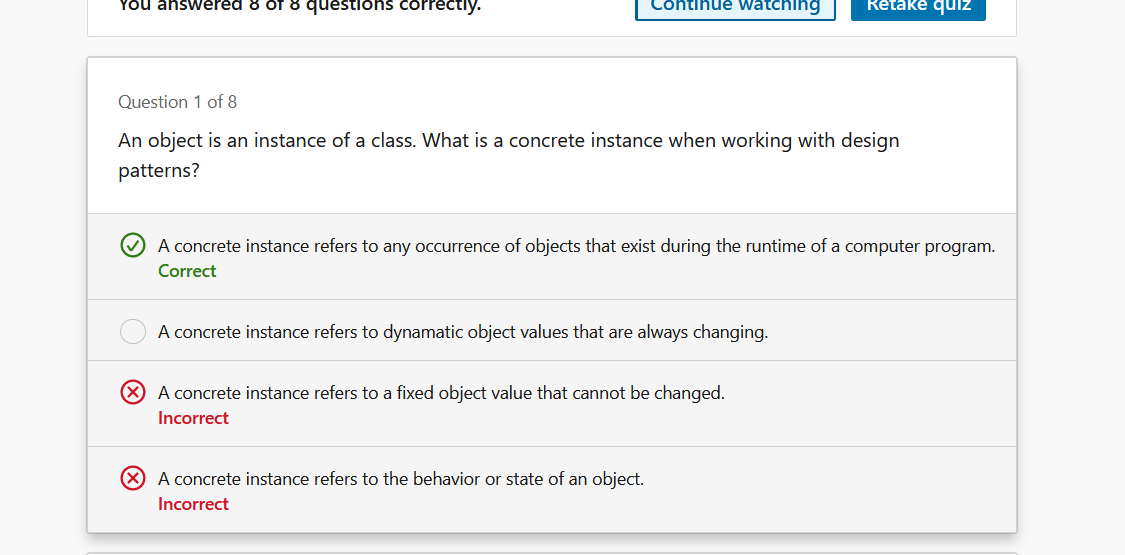 You answered 8 of 8 questions correctly.
Continue watching
Retake quiz
Question 1 of 8
An object is an instance of a class. What is a concrete instance when working with design
patterns?
A concrete instance refers to any occurrence of objects that exist during the runtime of a computer program.
Correct
A concrete instance refers to dynamatic object values that are always changing.
A concrete instance refers to a fixed object value that cannot be changed.
Incorrect
A concrete instance refers to the behavior or state of an object.
Incorrect